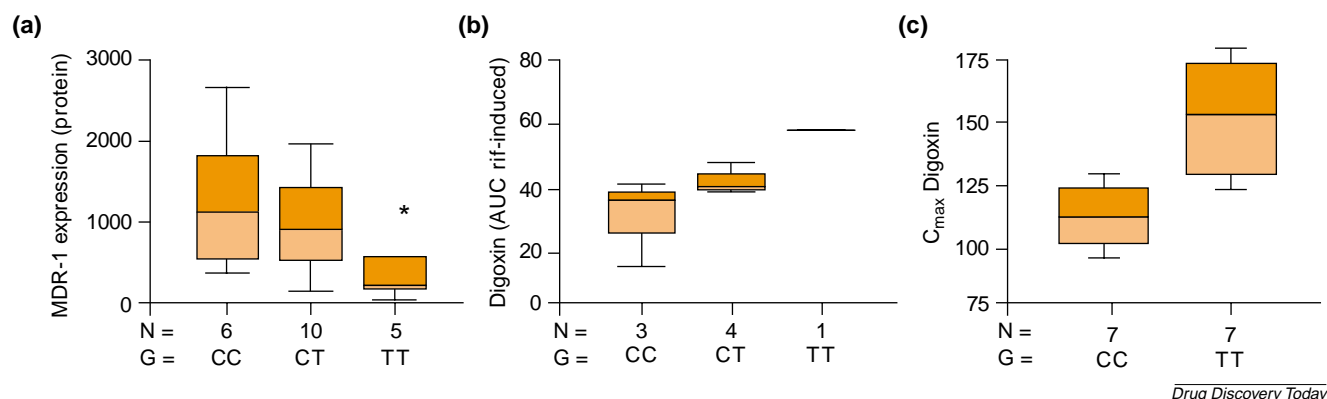 (a)
MDR-1 expression (protein)
3000
2000
1000
0
*
N = 6 10 5
G = CC CT TT
(b)
Digoxin (AUC rif-induced)
80
60
40
20
0
N = 3 4 1
G = CC CT TT
(c)
Cmax Digoxin
175
150
125
100
75
N = 7 7
G = CC TT
Drug Discovery Today